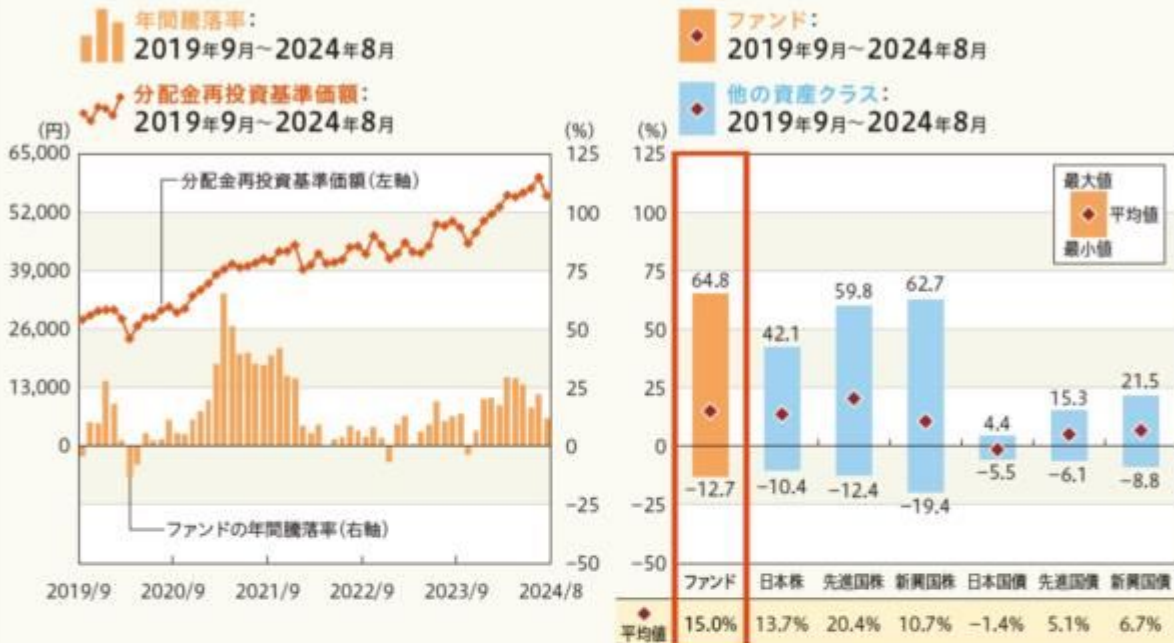 年間騰落率：
2019年9月～2024年8月
分配金再投資基準価額：
2019年9月～2024年8月
(円)
(%)
65,000
52,000
39,000
26,000
13,000
0
125
100
75
50
25
0
−25
−50
分配金再投資基準価額(左軸)
ファンドの年間騰落率(右軸)
2019/9 2020/9 2021/9 2022/9 2023/9 2024/8
ファンド：
2019年9月～2024年8月
他の資産クラス：
2019年9月～2024年8月
(%)
125
100
75
50
25
0
−25
−50
最大値
平均値
最小値
64.8 42.1 59.8 62.7 4.4 15.3 21.5
−12.7 −10.4 −12.4 −19.4 −5.5 −6.1 −8.8
ファンド 日本株 先進国株 新興国株 日本国債 先進国債 新興国債
平均値 15.0% 13.7% 20.4% 10.7% −1.4% 5.1% 6.7%